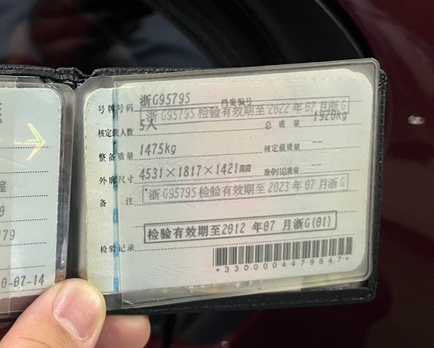 号牌号码 浙G9579S 档案编号
浙G9579S 检验有效期至2022年07月浙G
核定载人数 5人 总质量 1920kg
整备质量 1475kg 核定载质量 --
外廓尺寸 4531×1817×1421mm 准牵引总质量 --
备注 浙G9579S 检验有效期至2023年07月浙G
检验有效期至2012 年07 月浙G(01)
检验记录
*3300004479847*
179
0-07-14